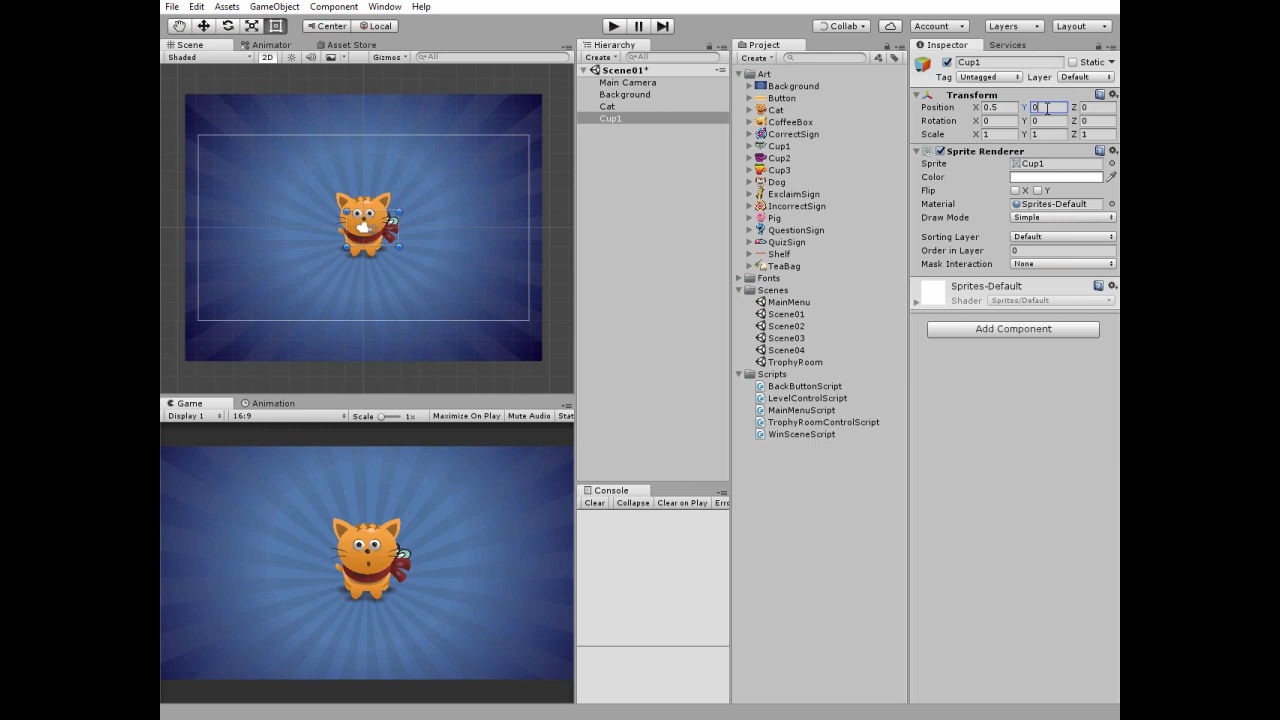 File Edit Assets GameObject Component Window Help
Center Local Collab Account Layers Layout
Scene Animator Asset Store
Shaded 2D Gizmos All
Hierarchy
Create All
Scene01*
Main Camera
Background
Cat
Cup1
Project
Create
Art
Background
Button
Cat
CoffeeBox
CorrectSign
Cup1
Cup2
Cup3
Dog
ExclaimSign
IncorrectSign
Pig
QuestionSign
QuizSign
Shelf
TeaBag
Fonts
Scenes
MainMenu
Scene01
Scene02
Scene03
Scene04
TrophyRoom
Scripts
BackButtonScript
LevelControlScript
MainMenuScript
TrophyRoomControlScript
WinSceneScript
Inspector Services
Cup1 Static
Tag Untagged Layer Default
Transform
Position X 0.5 Y 0 Z 0
Rotation X 0 Y 0 Z 0
Scale X 1 Y 1 Z 1
Sprite Renderer
Sprite Cup1
Color
Flip X Y
Material Sprites-Default
Draw Mode Simple
Sorting Layer Default
Order in Layer 0
Mask Interaction None
Sprites-Default
Shader Sprites/Default
Add Component
Game Animation
Display 1 16:9 Scale 1x Maximize On Play Mute Audio Stat
Console
Clear Collapse Clear on Play Erro